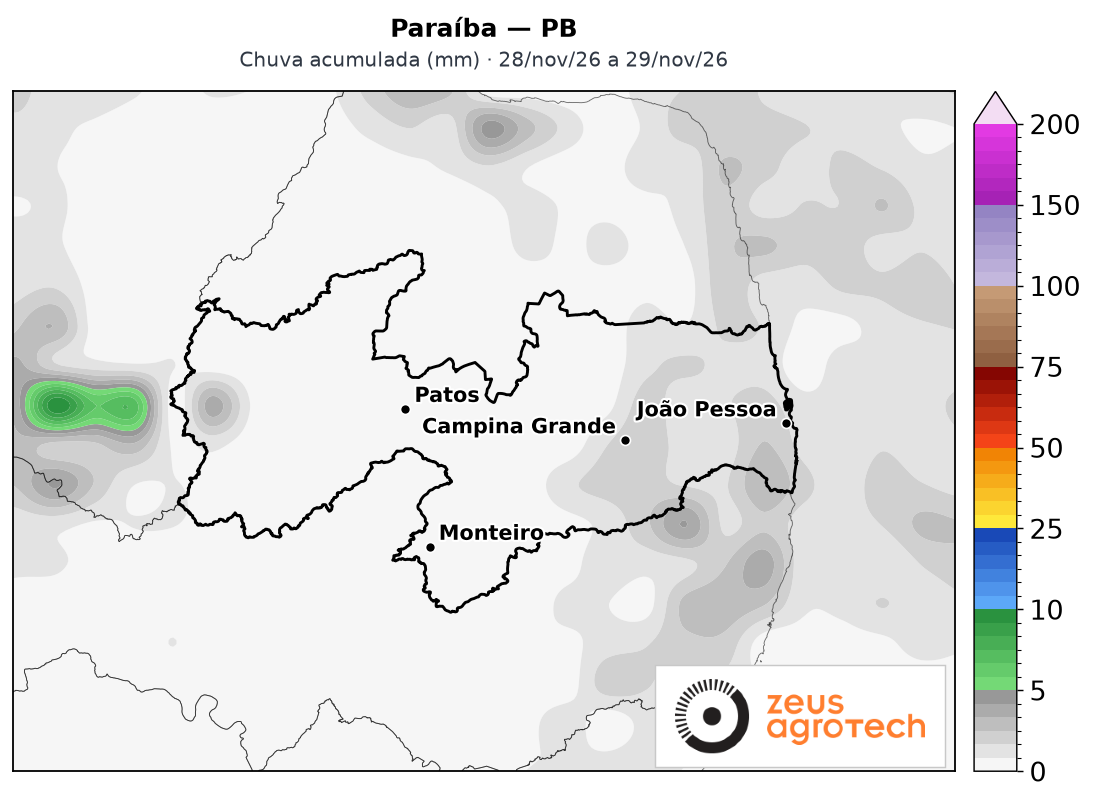 Paraíba — PB
Chuva acumulada (mm) · 28/nov/26 a 29/nov/26
200
150
100
75
50
25
10
5
0
Patos
Campina Grande
João Pessoa
Monteiro
zeus
agrotech